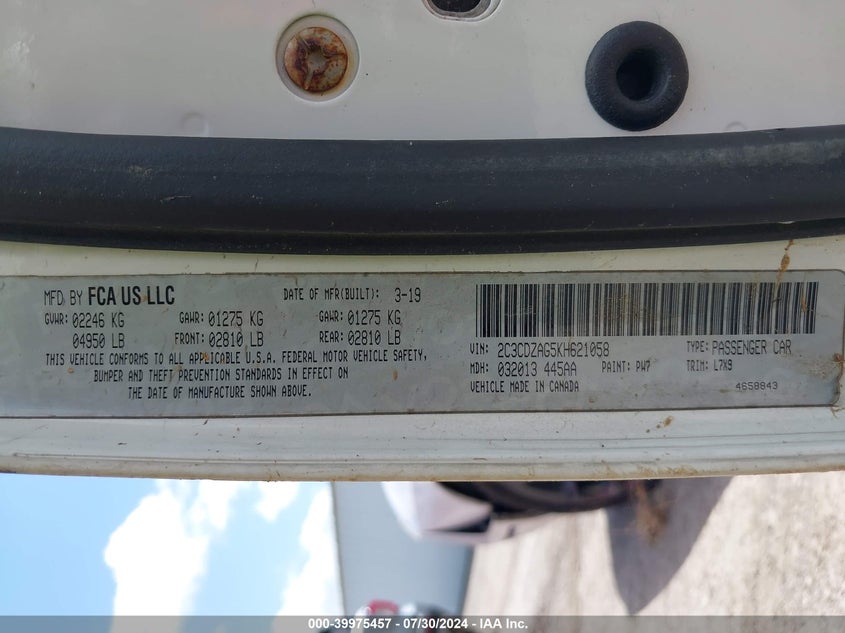 MFD BY FCA US LLC DATE OF MFR(BUILT): 3-19
GVWR: 02246 KG GAWR: 01275 KG GAWR: 01275 KG
04950 LB FRONT: 02810 LB REAR: 02810 LB
THIS VEHICLE CONFORMS TO ALL APPLICABLE U.S.A. FEDERAL MOTOR VEHICLE SAFETY,
BUMPER AND THEFT PREVENTION STANDARDS IN EFFECT ON
THE DATE OF MANUFACTURE SHOWN ABOVE.
VIN: 2C3CDZAG5KH621058 TYPE: PASSENGER CAR
MDH: 032013 445AA PAINT: PW7 TRIM: L7X9
VEHICLE MADE IN CANADA 4658843
000-39975457 - 07/30/2024 - IAA Inc.